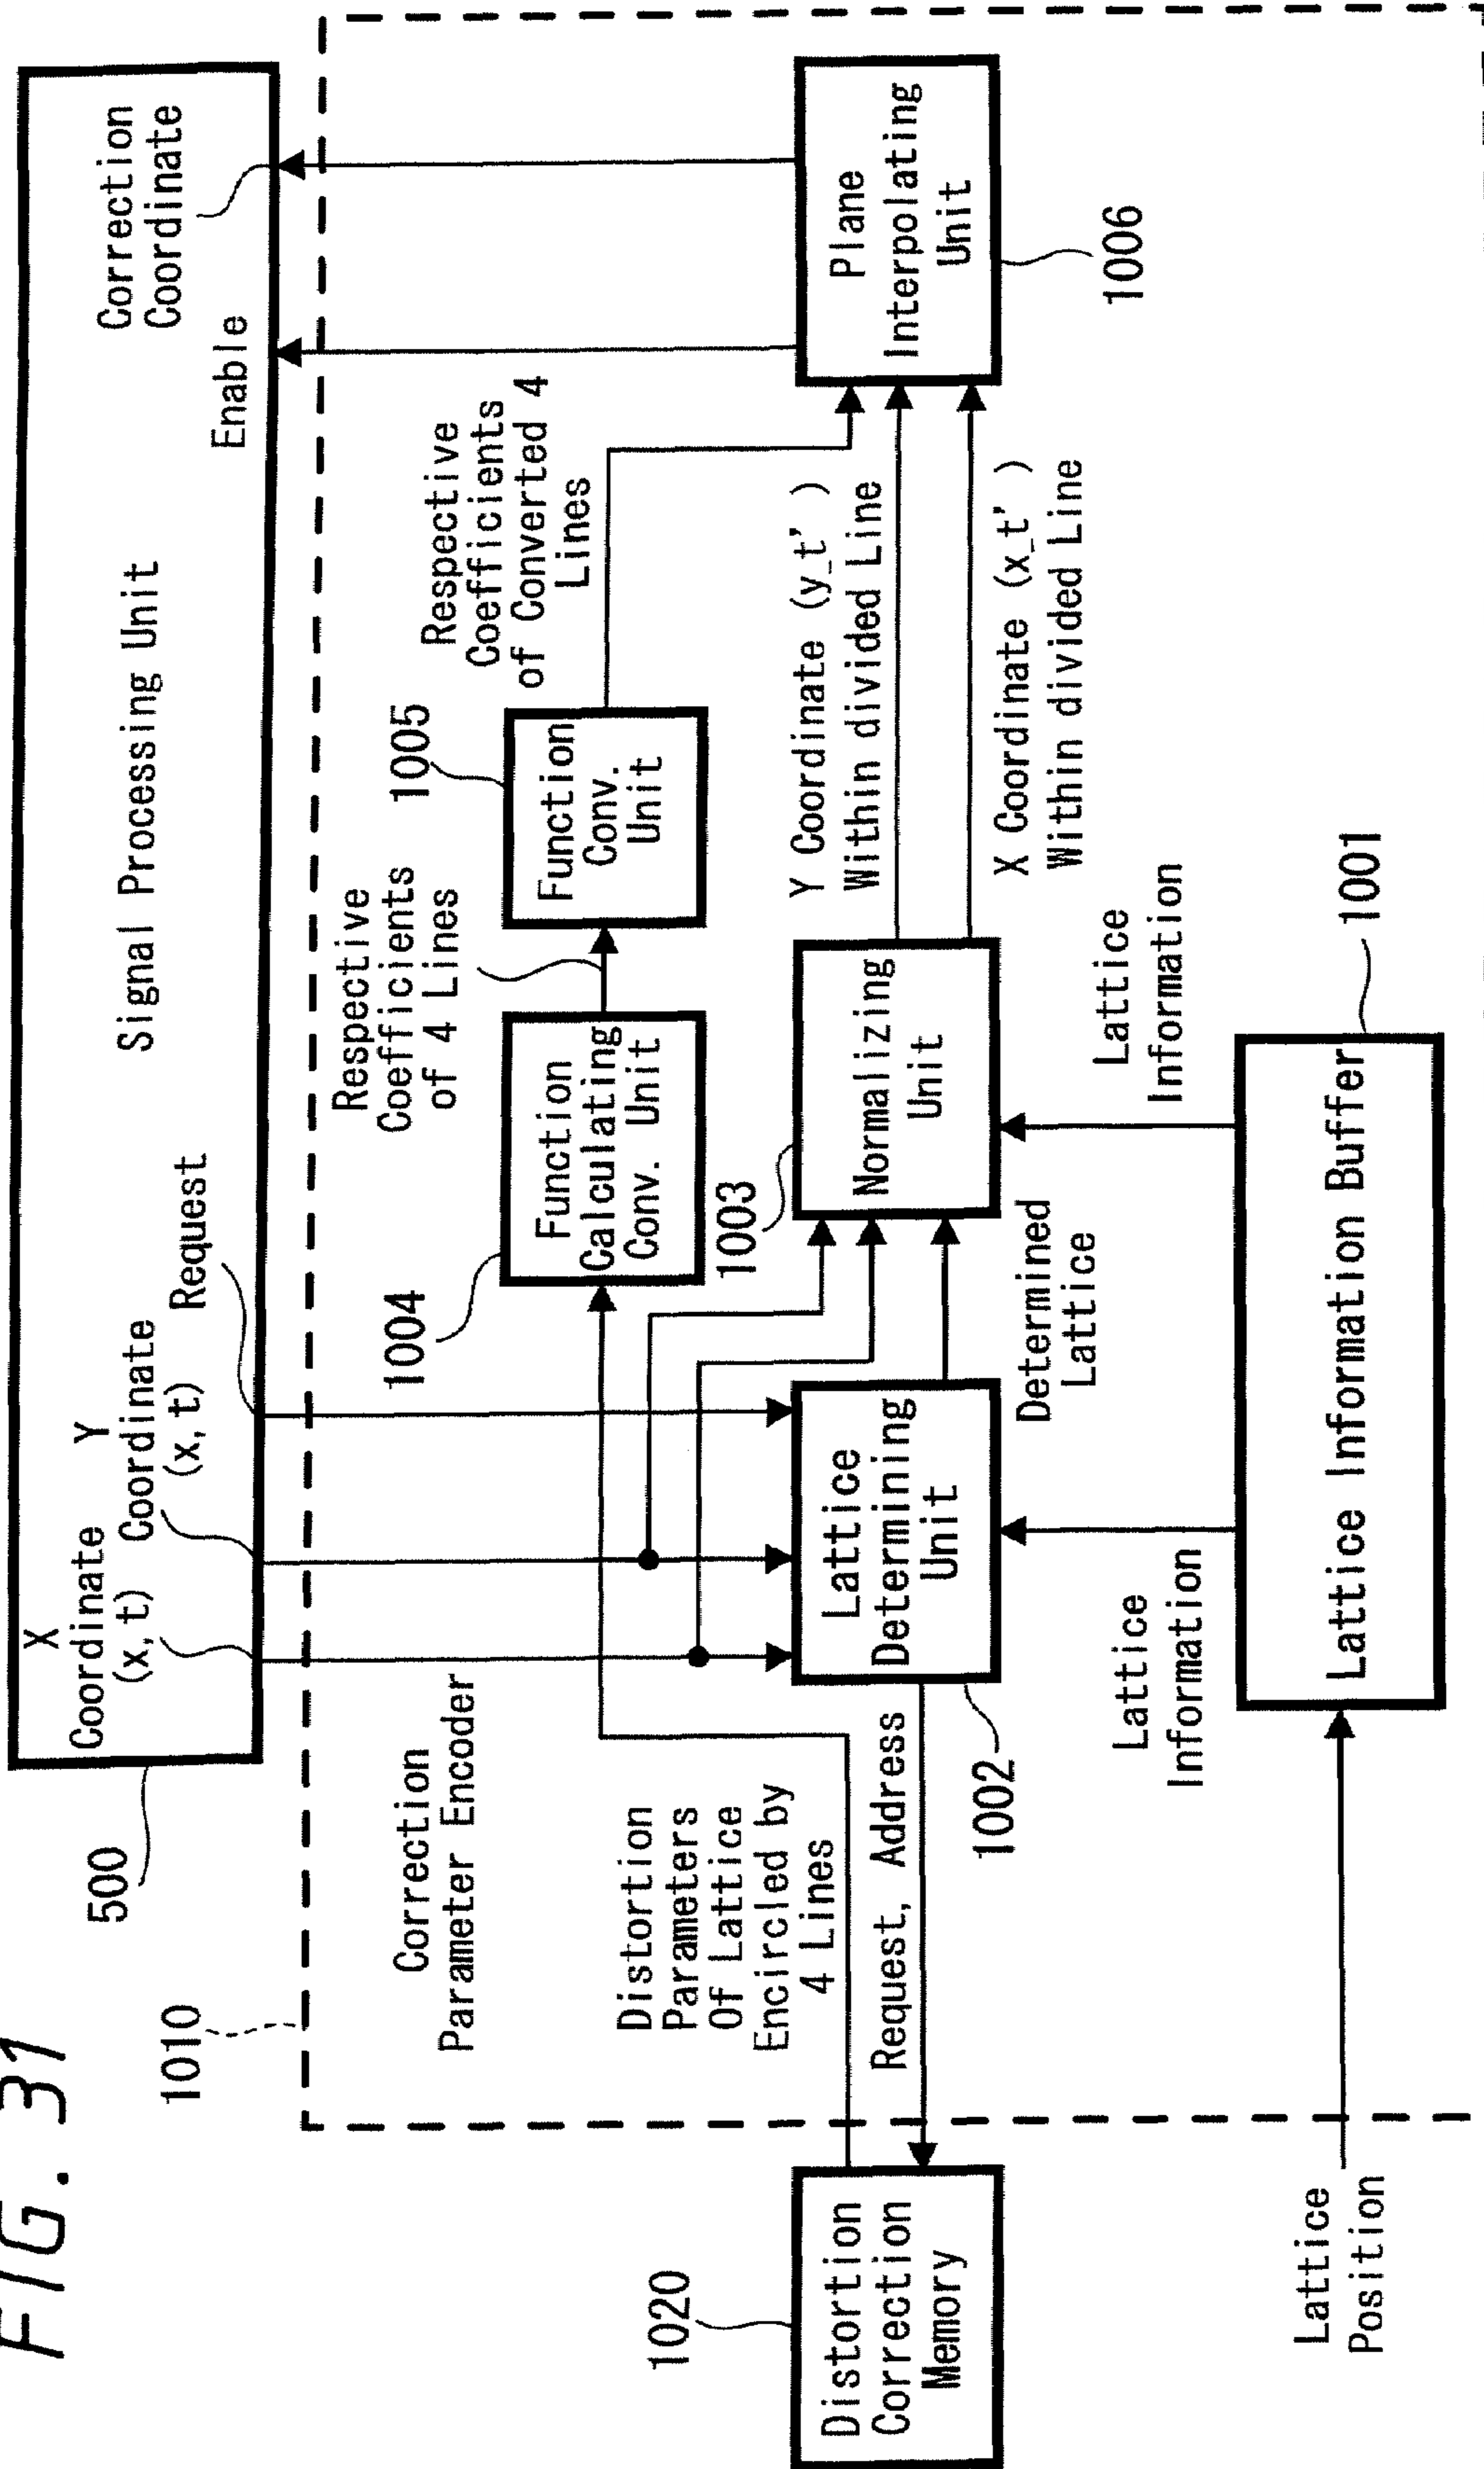 FIG. 31
500
X
Coordinate
(x,t)
Y
Coordinate
(x,t)
Request
Signal Processing Unit
Enable
Correction
Coordinate
1010
Correction
Parameter Encoder
Respective
Coefficients
of 4 Lines
1005
Respective
Coefficients
of Converted 4
Lines
1004
Function
Calculating
Conv. Unit
Function
Conv.
Unit
Distortion
Parameters
Of Lattice
Encircled by
4 Lines
1003
Y Coordinate (y_t')
Within divided Line
1020
Distortion
Correction
Memory
Request, Address
Lattice
Determining
Unit
Normalizing
Unit
Plane
Interpolating
Unit
1002
Determined
Lattice
X Coordinate (x_t')
Within divided Line
1006
Lattice
Information
Lattice
Information
Lattice
Position
Lattice Information Buffer
1001